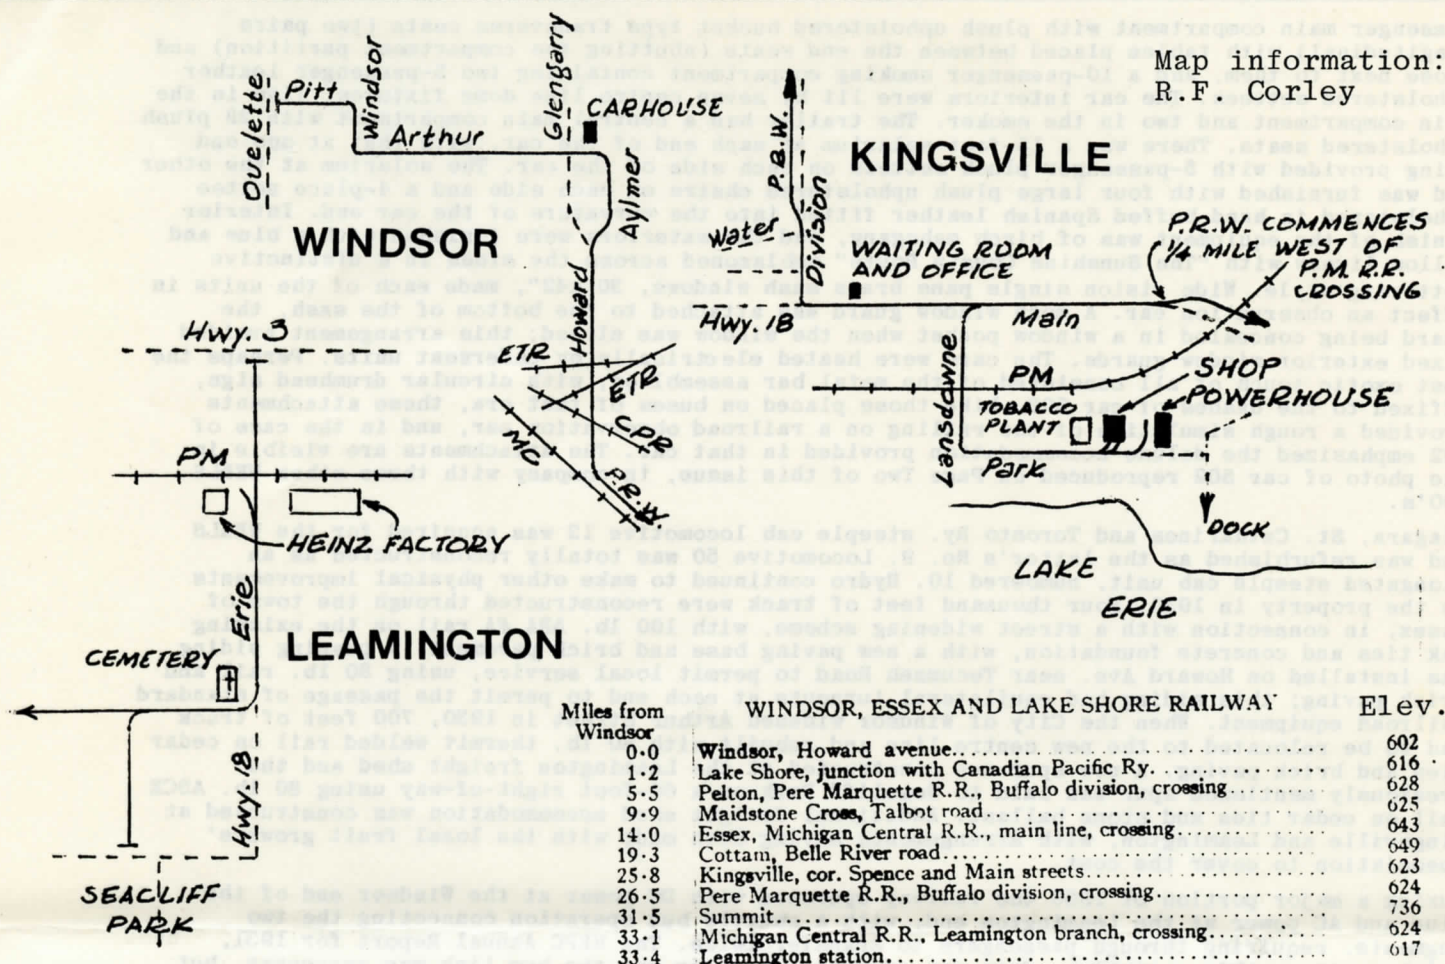 Map information:
R.F. Corley
Ouellette
Pitt
Windsor
Arthur
Glengarry
CARHOUSE
Aylmer
WINDSOR
Howard
ETR
WTR
CPR
MC
P.B.W.
KINGSVILLE
Division
Water
WAITING ROOM
AND OFFICE
P.R.W. COMMENCES
1/4 MILE WEST OF
P.M.R.R.
CROSSING
Hwy. 18
Main
Lansdowne
PM
SHOP
POWERHOUSE
TOBACCO
PLANT
Park
DOCK
LAKE
ERIE
Hwy. 3
PM
HEINZ FACTORY
Erie
LEAMINGTON
CEMETERY
Hwy. 18
SEACLIFF
PARK
Miles from
Windsor
WINDSOR, ESSEX AND LAKE SHORE RAILWAY Elev.
0·0 Windsor, Howard avenue. 602
1·2 Lake Shore, junction with Canadian Pacific Ry. 616
5·5 Pelton, Pere Marquette R.R., Buffalo division, crossing 628
9·9 Maidstone Cross, Talbot road 625
14·0 Essex, Michigan Central R.R., main line, crossing 643
19·3 Cottam, Belle River road 649
25·8 Kingsville, cor. Spence and Main streets 623
26·5 Pere Marquette R.R., Buffalo division, crossing 624
31·5 Summit 736
33·1 Michigan Central R.R. Leamington branch, crossing 624
33·4 Leamington station 617